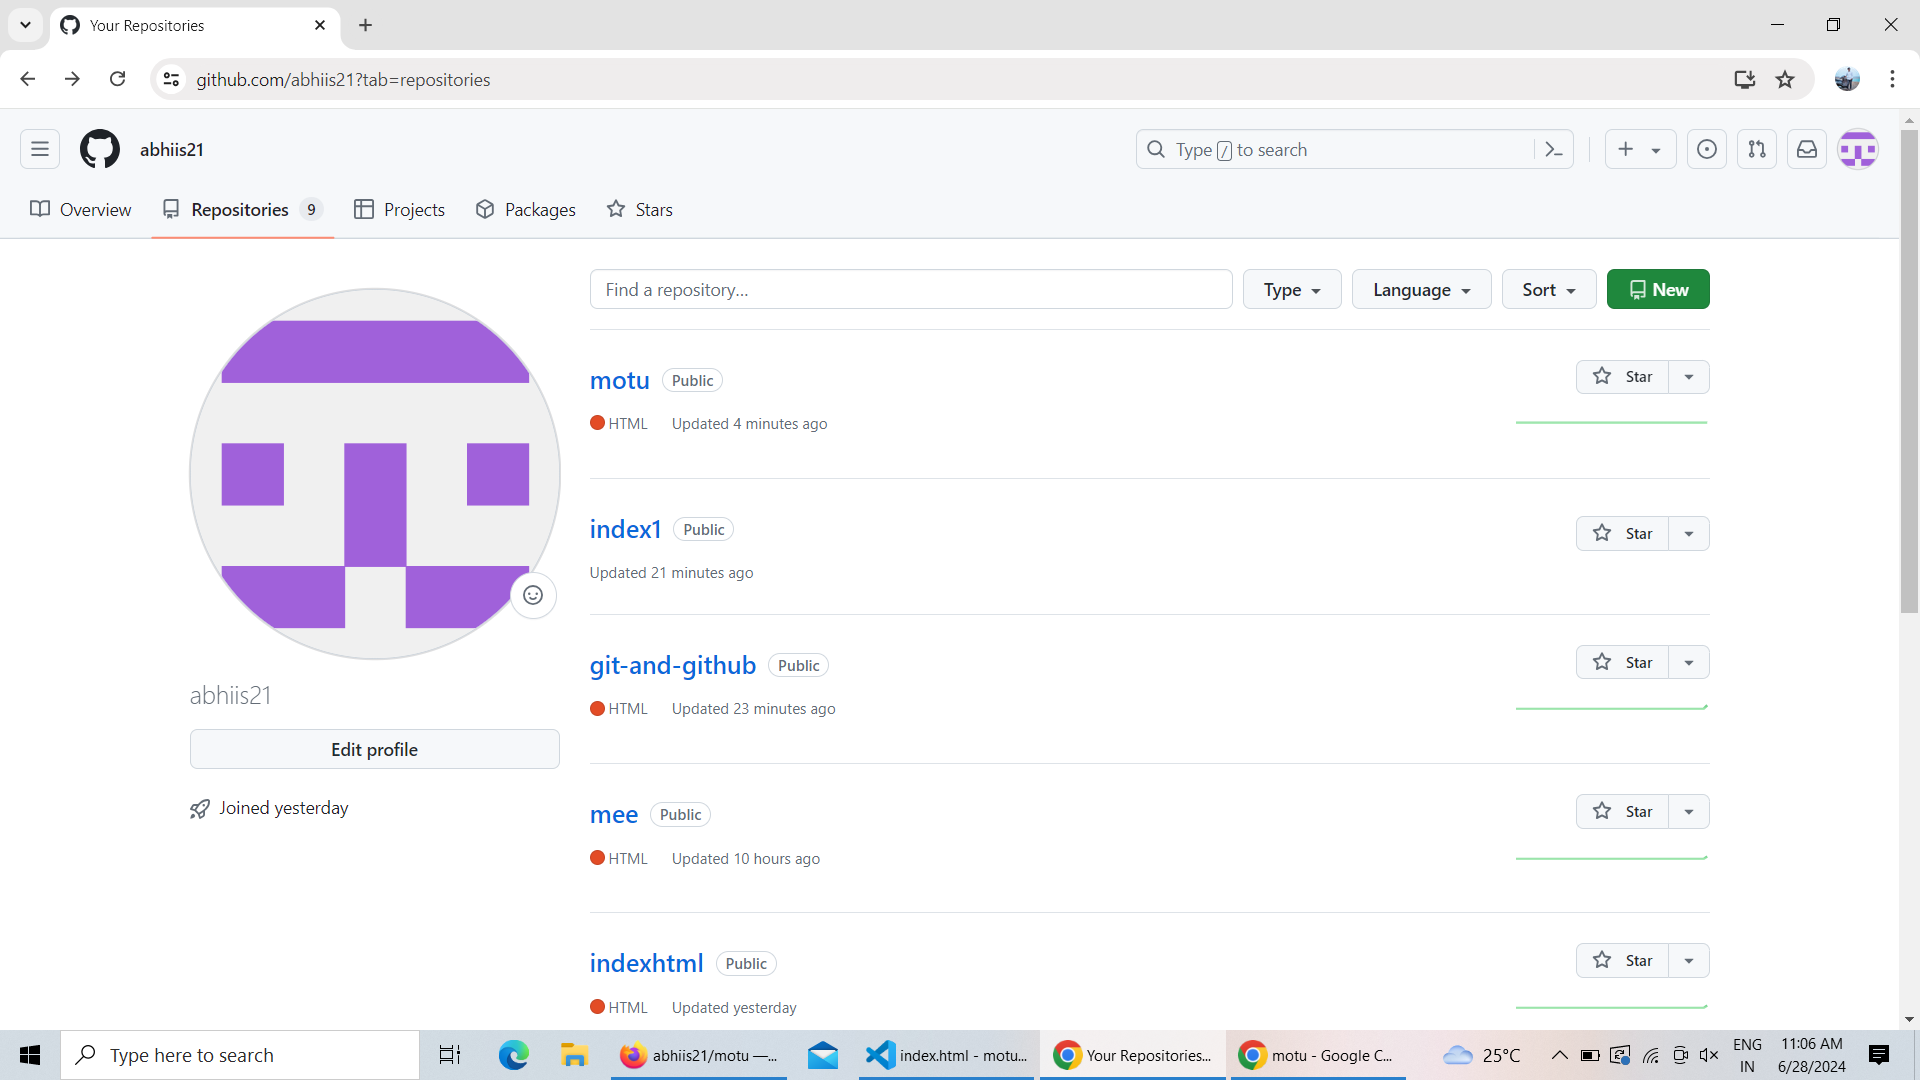 Your Repositories
github.com/abhiis21?tab=repositories
abhiis21
Type / to search
Overview
Repositories 9
Projects
Packages
Stars
Find a repository...
Type
Language
Sort
New
motu Public
Star
HTML Updated 4 minutes ago
index1 Public
Star
Updated 21 minutes ago
git-and-github Public
Star
HTML Updated 23 minutes ago
abhiis21
Edit profile
Joined yesterday
mee Public
Star
HTML Updated 10 hours ago
indexhtml Public
Star
HTML Updated yesterday
Type here to search
abhiis21/motu —...
index.html - motu...
Your Repositories...
motu - Google C...
25°C
ENG
IN
11:06 AM
6/28/2024